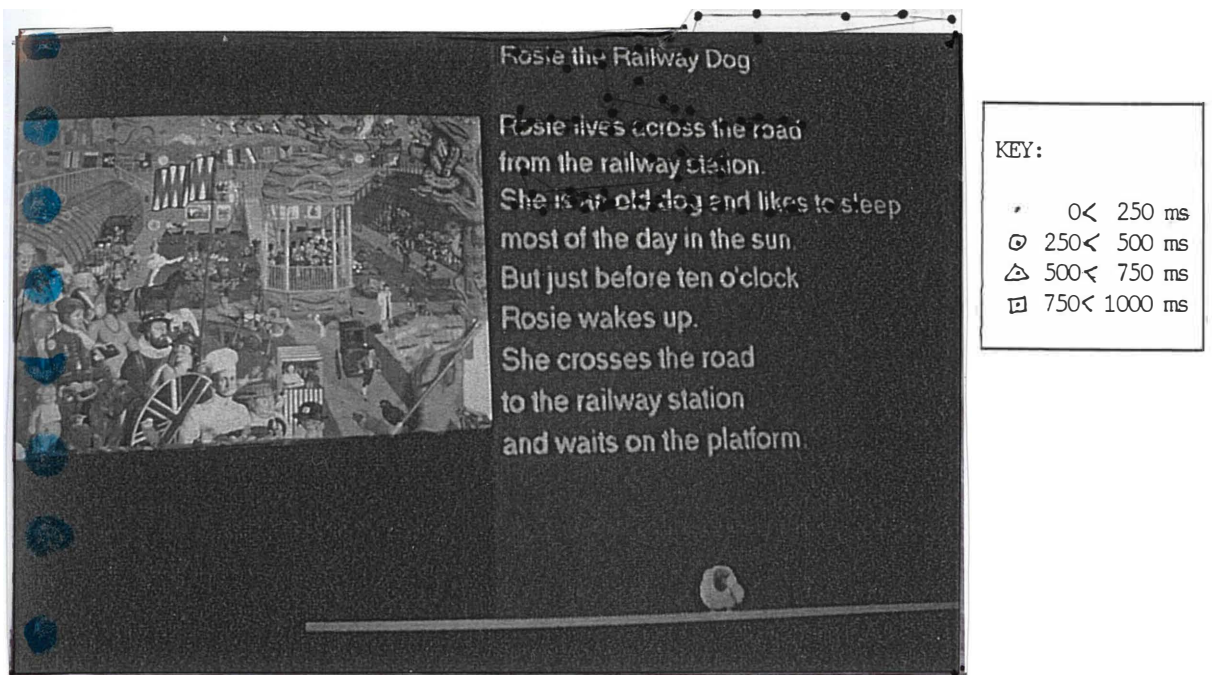 Rosie the Railway Dog
Rosie lives across the road
from the railway station.
She is an old dog and likes to sleep
most of the day in the sun.
But just before ten o'clock
Rosie wakes up.
She crosses the road
to the railway station
and waits on the platform.
KEY:
0< 250 ms
250< 500 ms
500< 750 ms
750< 1000 ms